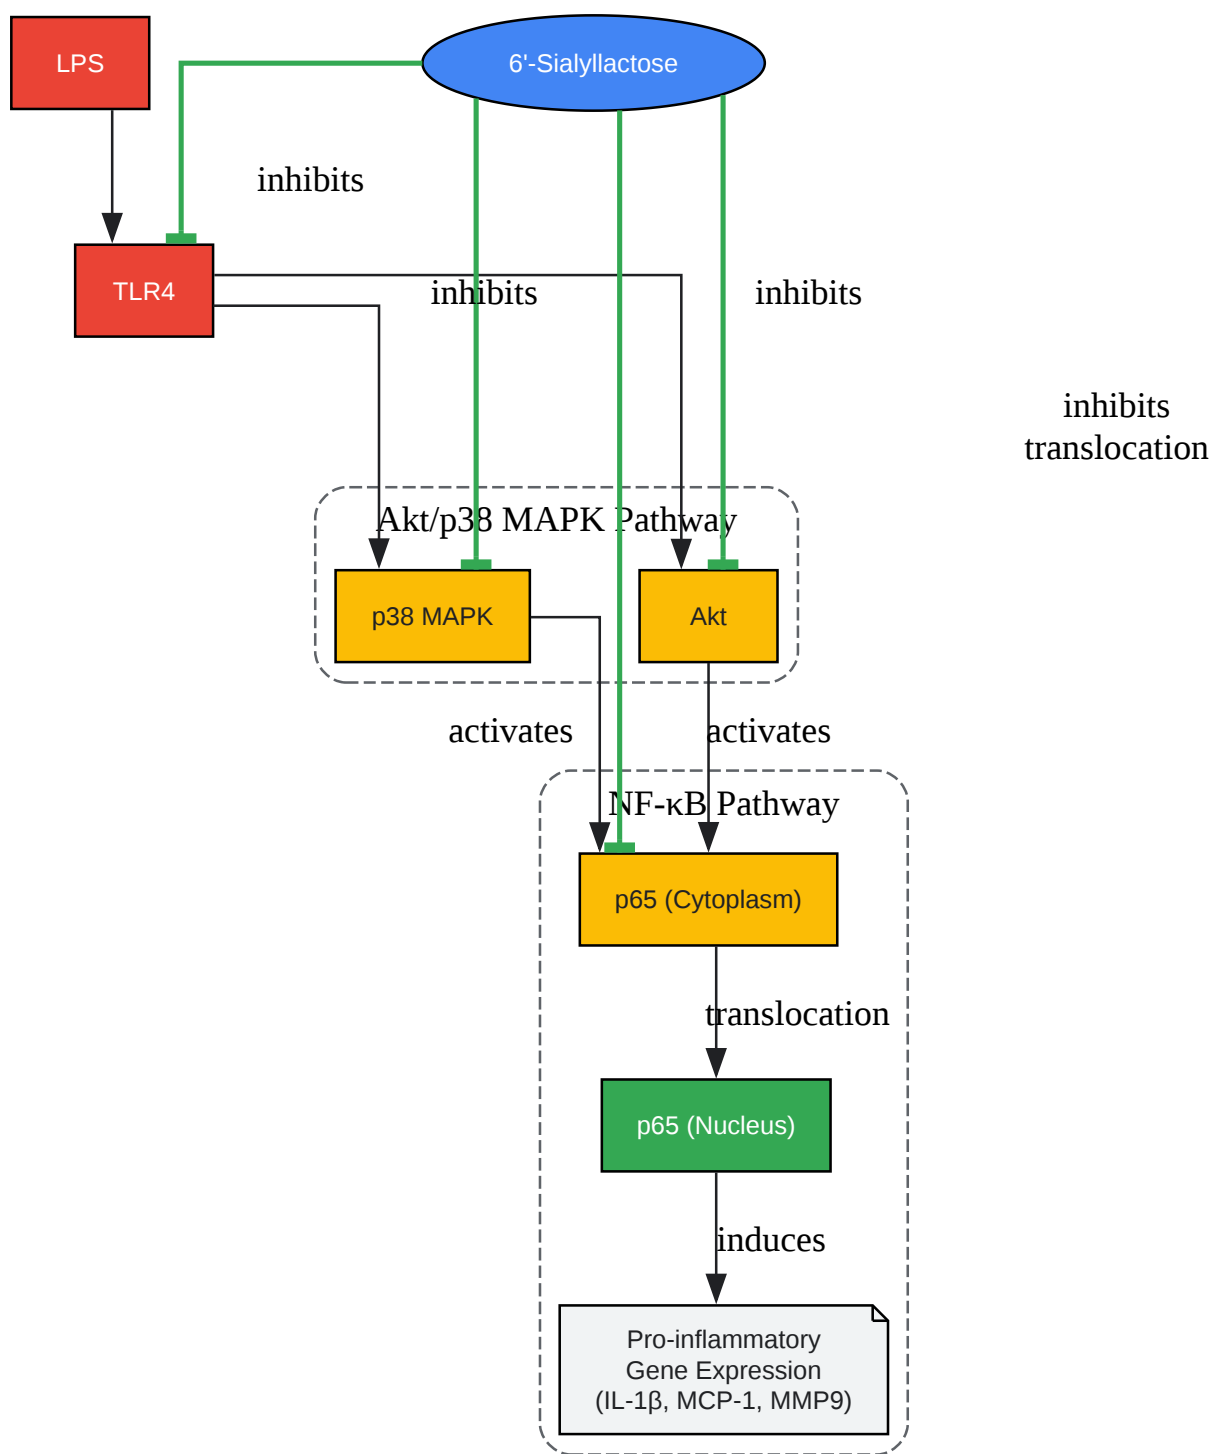 LPS
6'-Sialyllactose
inhibits
TLR4
inhibits
inhibits
inhibits
translocation
Akt/p38 MAPK Pathway
p38 MAPK
Akt
activates
activates
NF-κB Pathway
p65 (Cytoplasm)
translocation
p65 (Nucleus)
induces
Pro-inflammatory
Gene Expression
(IL-1β, MCP-1, MMP9)